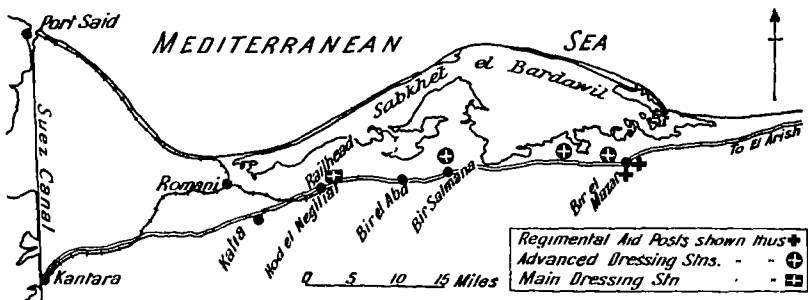 Port Said
MEDITERRANEAN SEA
Sabkhet el Bardawil
Suez Canal
To El Arish
Romani
Railhead
Hod el Negiliat
Katia
Bir el Abd
Bir Salmana
Bir el Mazar
Kantara
0 5 10 15 Miles
Regimental Aid Posts shown thus
Advanced Dressing Stns. " "
Main Dressing Stn " "